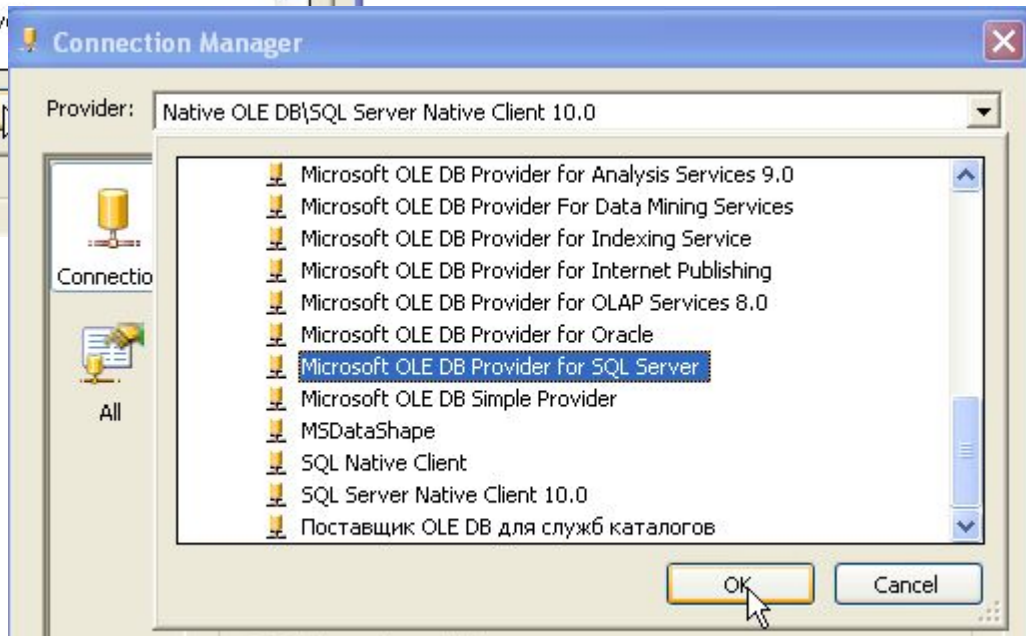 Connection Manager
Provider: Native OLE DB\SQL Server Native Client 10.0
Microsoft OLE DB Provider for Analysis Services 9.0
Microsoft OLE DB Provider For Data Mining Services
Microsoft OLE DB Provider for Indexing Service
Connectio
Microsoft OLE DB Provider for Internet Publishing
Microsoft OLE DB Provider for OLAP Services 8.0
Microsoft OLE DB Provider for Oracle
Microsoft OLE DB Provider for SQL Server
Microsoft OLE DB Simple Provider
All
MSDataShape
SQL Native Client
SQL Server Native Client 10.0
Поставщик OLE DB для служб каталогов
OK
Cancel